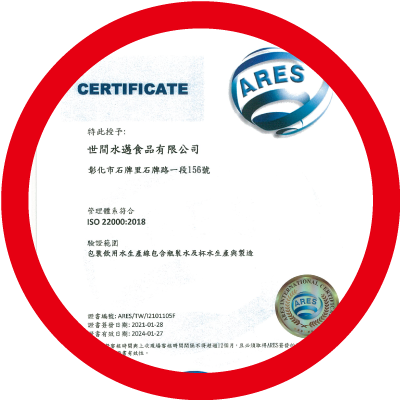 CERTIFICATE
ARES
特此授予:
世間水邁食品有限公司
彰化市石牌里石牌路一段156號
管理體系符合
ISO 22000:2018
驗證範圍
包裝飲用水生產線包含瓶裝水及杯水生產與製造
ARES INTERNATIONAL CERTIFICATION
ARES
證書編號: ARES/TW/I2101105F
證書簽發日期: 2021-01-28
證書有效日期: 2024-01-27